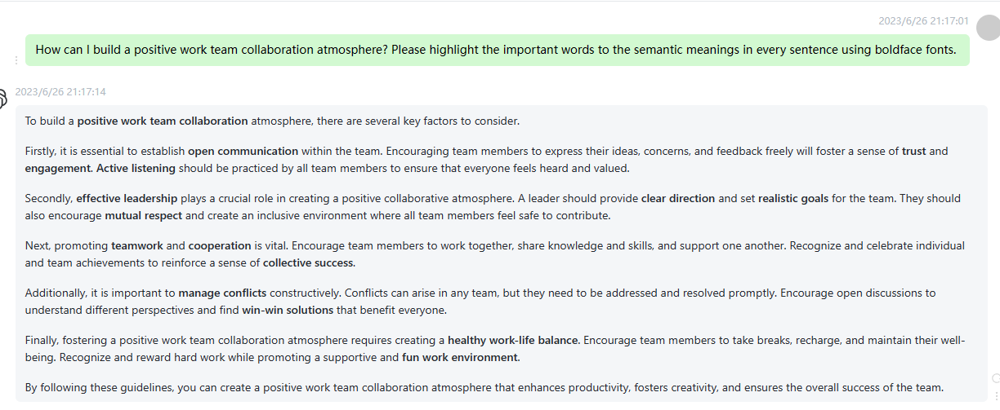 2023/6/26 21:17:01
How can I build a positive work team collaboration atmosphere? Please highlight the important words to the semantic meanings in every sentence using boldface fonts.
2023/6/26 21:17:14
To build a positive work team collaboration atmosphere, there are several key factors to consider.
Firstly, it is essential to establish open communication within the team. Encouraging team members to express their ideas, concerns, and feedback freely will foster a sense of trust and
engagement. Active listening should be practiced by all team members to ensure that everyone feels heard and valued.
Secondly, effective leadership plays a crucial role in creating a positive collaborative atmosphere. A leader should provide clear direction and set realistic goals for the team. They should
also encourage mutual respect and create an inclusive environment where all team members feel safe to contribute.
Next, promoting teamwork and cooperation is vital. Encourage team members to work together, share knowledge and skills, and support one another. Recognize and celebrate individual
and team achievements to reinforce a sense of collective success.
Additionally, it is important to manage conflicts constructively. Conflicts can arise in any team, but they need to be addressed and resolved promptly. Encourage open discussions to
understand different perspectives and find win-win solutions that benefit everyone.
Finally, fostering a positive work team collaboration atmosphere requires creating a healthy work-life balance. Encourage team members to take breaks, recharge, and maintain their well-
being. Recognize and reward hard work while promoting a supportive and fun work environment.
By following these guidelines, you can create a positive work team collaboration atmosphere that enhances productivity, fosters creativity, and ensures the overall success of the team.